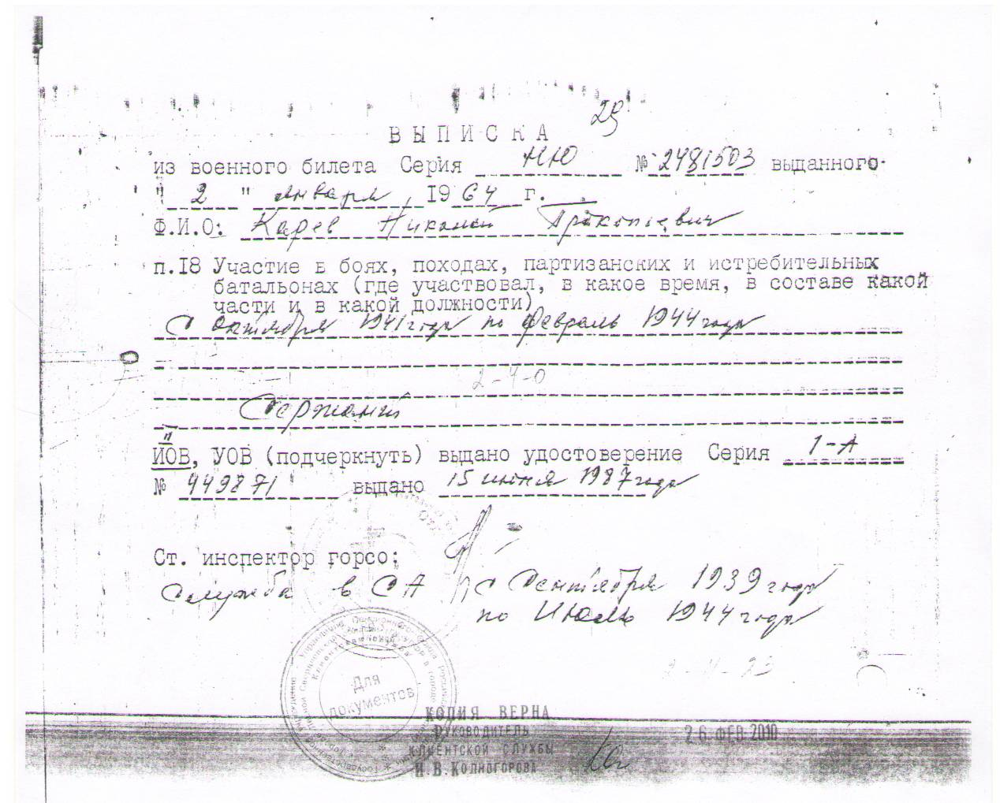 29
ВЫПИСКА
из военного билета Серия НЮ № 2481503 выданного
"2" января 1964 г.
Ф.И.О: Карев Николай Прокопьевич
п.18 Участие в боях, походах, партизанских и истребительных
батальонах (где участвовал, в какое время, в составе какой
части и в какой должности)
с октября 1941 года по февраль 1944 года
2-4-0
Сержант
п
ИОВ, УОВ (подчеркнуть) выдано удостоверение Серия 1-А
№ 449871 выдано 15 июня 1987 года
Ст. инспектор горсо:
служба в СА с Сентября 1939 года
по Июль 1944 года
Для
документов
КОПИЯ ВЕРНА
РУКОВОДИТЕЛЬ
КЛИЕНТСКОЙ СЛУЖБЫ
Н.В.КОЛНОГОРОВА
26. ФЕВ. 2010